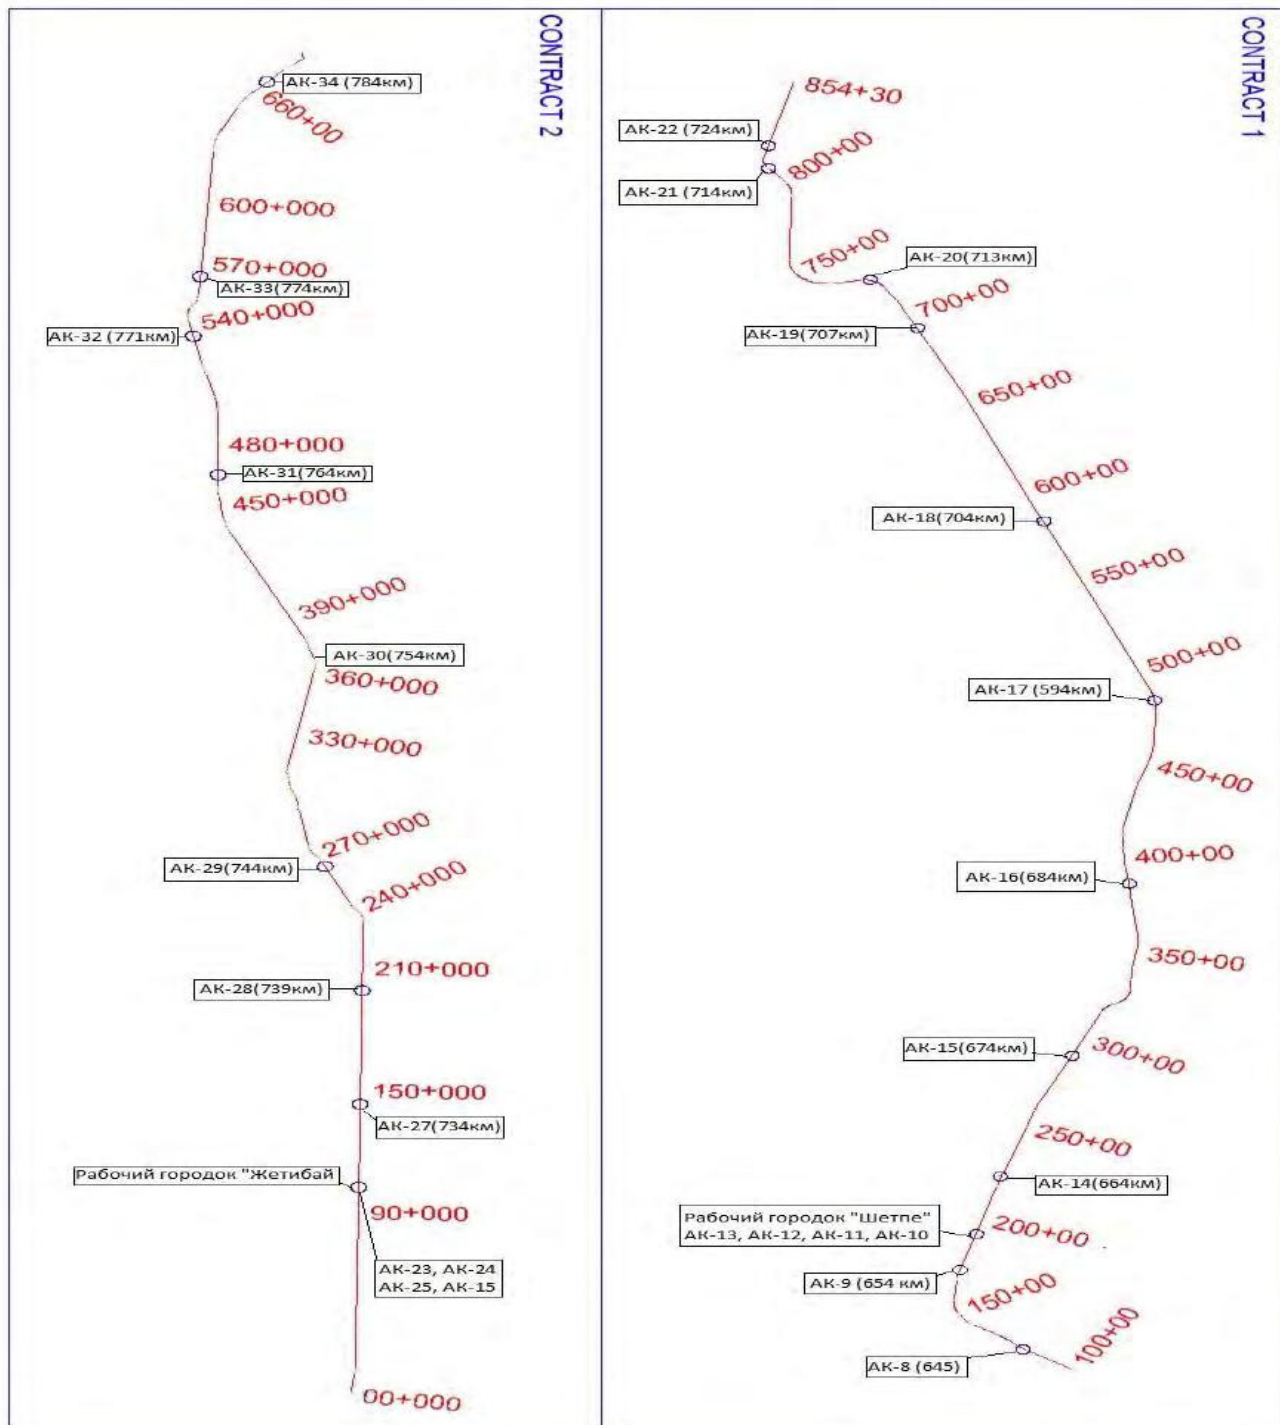 CONTRACT 2
АК-34 (784км)
660+00
600+000
570+000
АК-33(774км)
540+000
АК-32 (771км)
480+000
АК-31(764км)
450+000
390+000
АК-30(754км)
360+000
330+000
270+000
АК-29(744км)
240+000
210+000
АК-28(739км)
150+000
АК-27(734км)
Рабочий городок "Жетибай
90+000
АК-23, АК-24
АК-25, АК-15
00+000
CONTRACT 1
854+30
АК-22 (724км)
800+00
АК-21 (714км)
750+00
АК-20(713км)
700+00
АК-19(707км)
650+00
600+00
АК-18(704км)
550+00
500+00
АК-17 (594км)
450+00
400+00
АК-16(684км)
350+00
АК-15(674км)
300+00
250+00
АК-14(664км)
Рабочий городок "Шетпе"
АК-13, АК-12, АК-11, АК-10
200+00
АК-9 (654 км)
150+00
100+00
АК-8 (645)